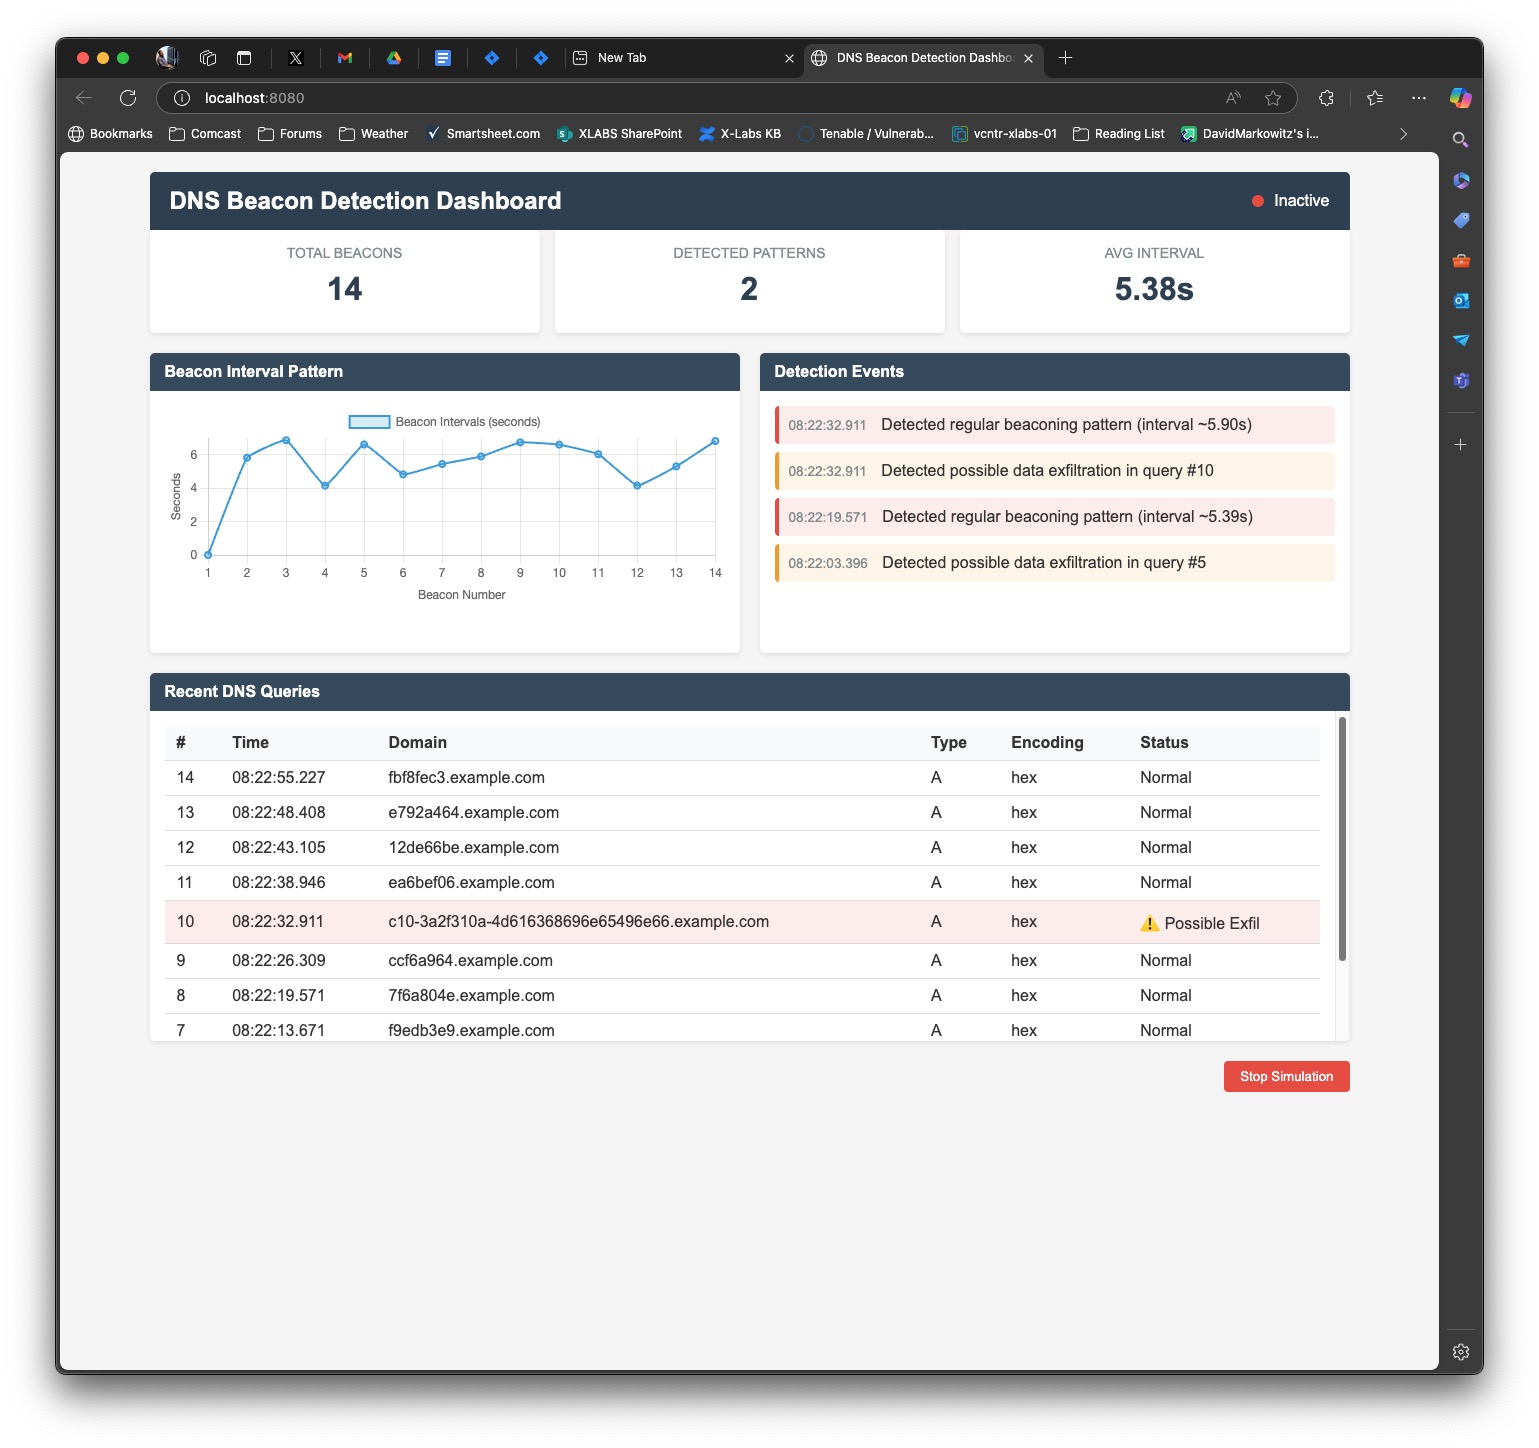 New Tab
DNS Beacon Detection Dashbo
localhost:8080
Bookmarks Comcast Forums Weather Smartsheet.com XLABS SharePoint X-Labs KB Tenable / Vulnerab... vcntr-xlabs-01 Reading List DavidMarkowitz's i...
DNS Beacon Detection Dashboard
Inactive
TOTAL BEACONS
14
DETECTED PATTERNS
2
AVG INTERVAL
5.38s
Beacon Interval Pattern
Beacon Intervals (seconds)
Seconds
6
4
2
0
1 2 3 4 5 6 7 8 9 10 11 12 13 14
Beacon Number
Detection Events
08:22:32.911 Detected regular beaconing pattern (interval ~5.90s)
08:22:32.911 Detected possible data exfiltration in query #10
08:22:19.571 Detected regular beaconing pattern (interval ~5.39s)
08:22:03.396 Detected possible data exfiltration in query #5
Recent DNS Queries
# Time Domain Type Encoding Status
14 08:22:55.227 fbf8fec3.example.com A hex Normal
13 08:22:48.408 e792a464.example.com A hex Normal
12 08:22:43.105 12de66be.example.com A hex Normal
11 08:22:38.946 ea6bef06.example.com A hex Normal
10 08:22:32.911 c10-3a2f310a-4d616368696e65496e66.example.com A hex Possible Exfil
9 08:22:26.309 ccf6a964.example.com A hex Normal
8 08:22:19.571 7f6a804e.example.com A hex Normal
7 08:22:13.671 f9edb3e9.example.com A hex Normal
Stop Simulation